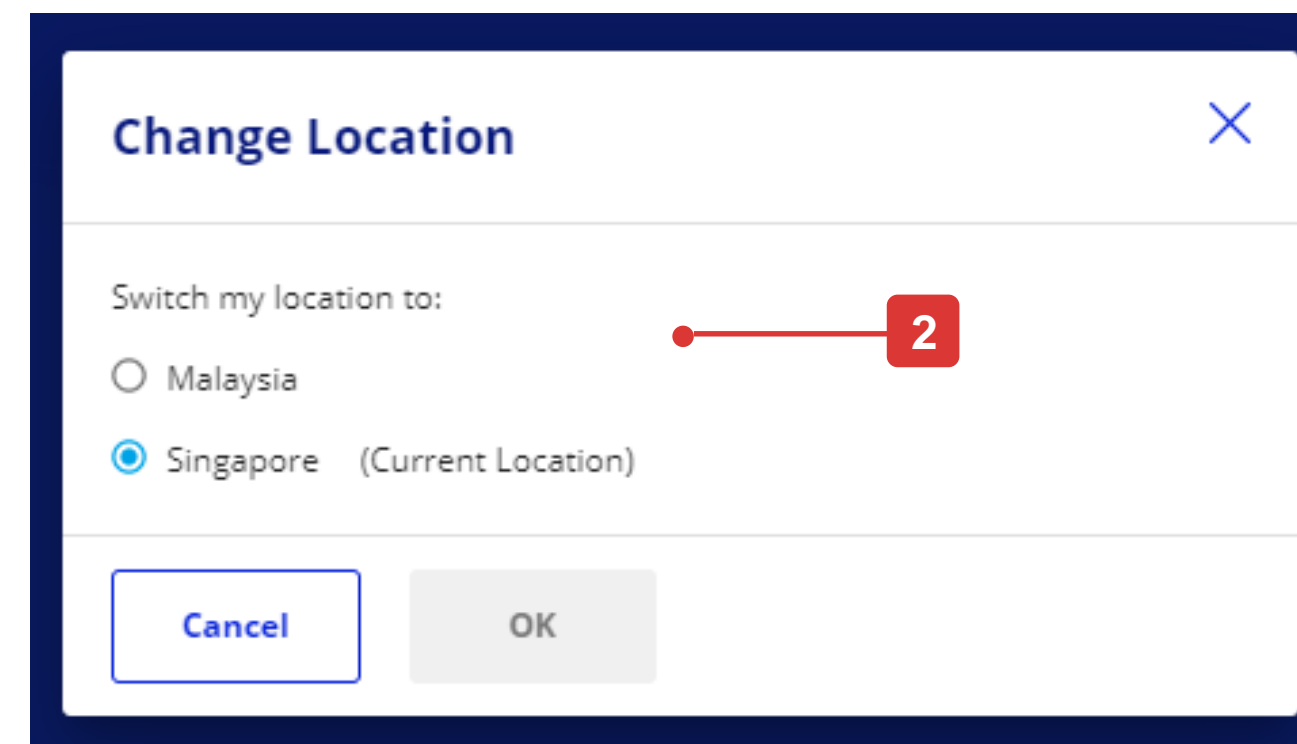 Change Location
Switch my location to:
2
Malaysia
Singapore (Current Location)
Cancel OK